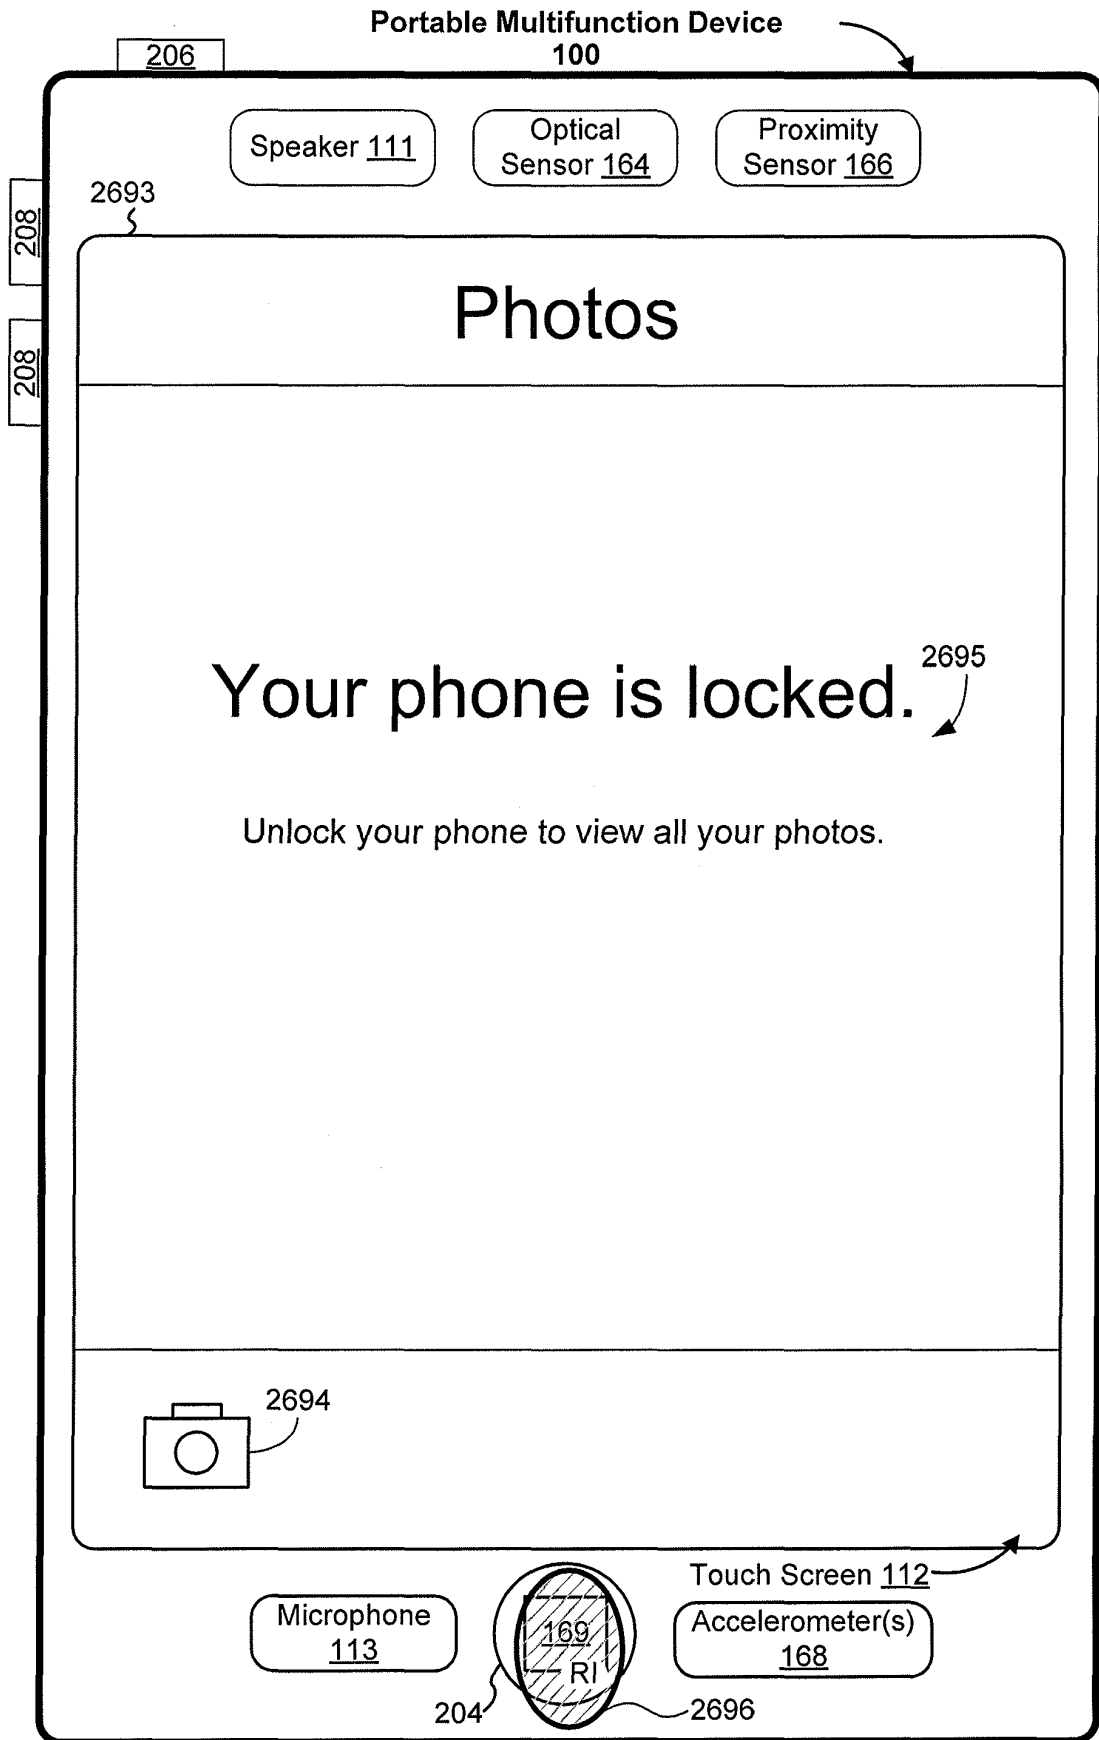 Portable Multifunction Device
100
206
Speaker 111
Optical
Sensor 164
Proximity
Sensor 166
208
2693
208
Photos
Your phone is locked.
2695
Unlock your phone to view all your photos.
2694
Touch Screen 112
Microphone
113
169
RI
Accelerometer(s)
168
204
2696